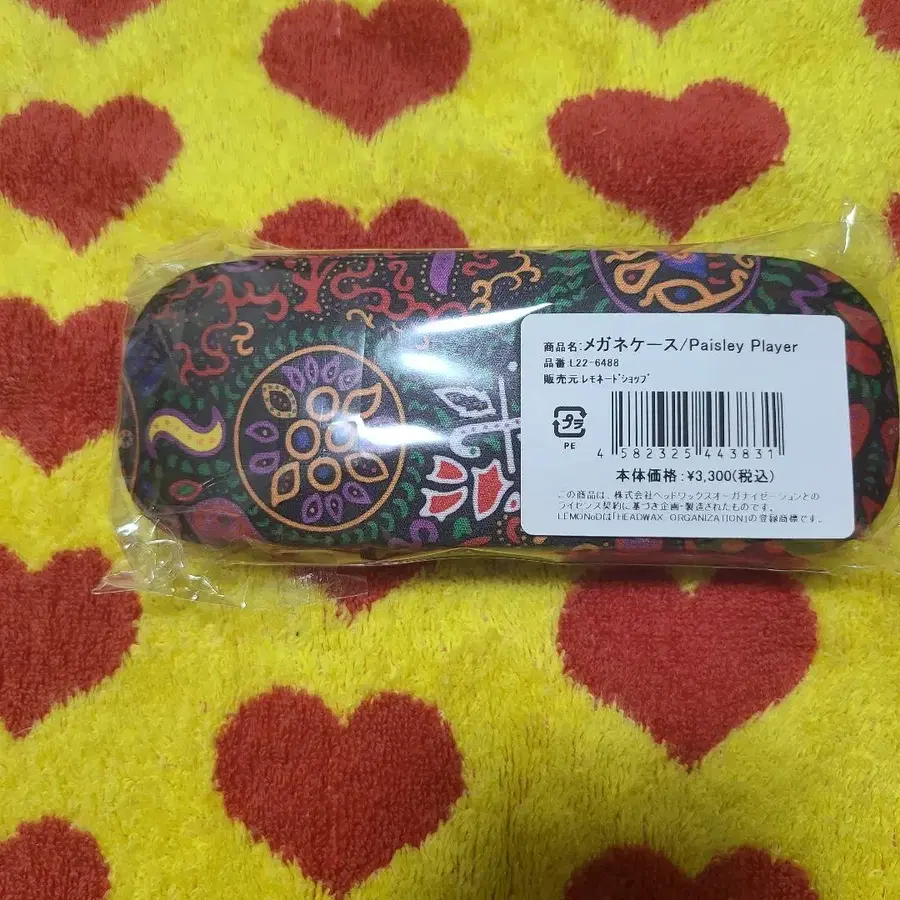 商品名:メガネケース/Paisley Player
品番:L22-6488
販売元:レモネードショップ
プラ
PE
4 582325 443831
本体価格:¥3,300(税込)
この商品は、株式会社ヘッドワックスオーガナイゼーションとの
ライセンス契約に基づき企画・製造されたものです。
LEMONeDは「HEADWAX ORGANIZATION」の登録商標です。